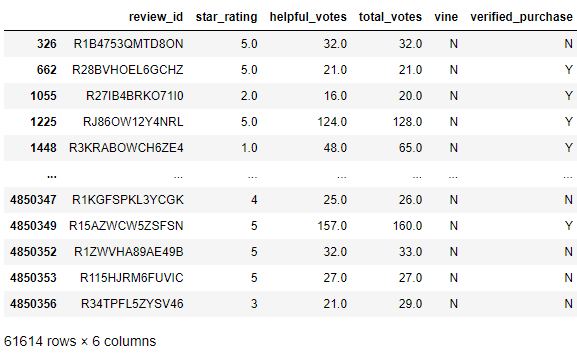 review_id star_rating helpful_votes total_votes vine verified_purchase
326 R1B4753QMTD8ON 5.0 32.0 32.0 N N
662 R28BVHOEL6GCHZ 5.0 21.0 21.0 N Y
1055 R27IB4BRKO71I0 2.0 16.0 20.0 N Y
1225 RJ86OW12Y4NRL 5.0 124.0 128.0 N Y
1448 R3KRABOWCH6ZE4 1.0 48.0 65.0 N Y
... ... ... ... ... ... ...
4850347 R1KGFSPKL3YCGK 4 25.0 26.0 N N
4850349 R15AZWCW5ZSFSN 5 157.0 160.0 N Y
4850352 R1ZWVHA89AE49B 5 32.0 33.0 N N
4850353 R115HJRM6FUVIC 5 27.0 27.0 N N
4850356 R34TPFL5ZYSV46 3 21.0 29.0 N N
61614 rows × 6 columns